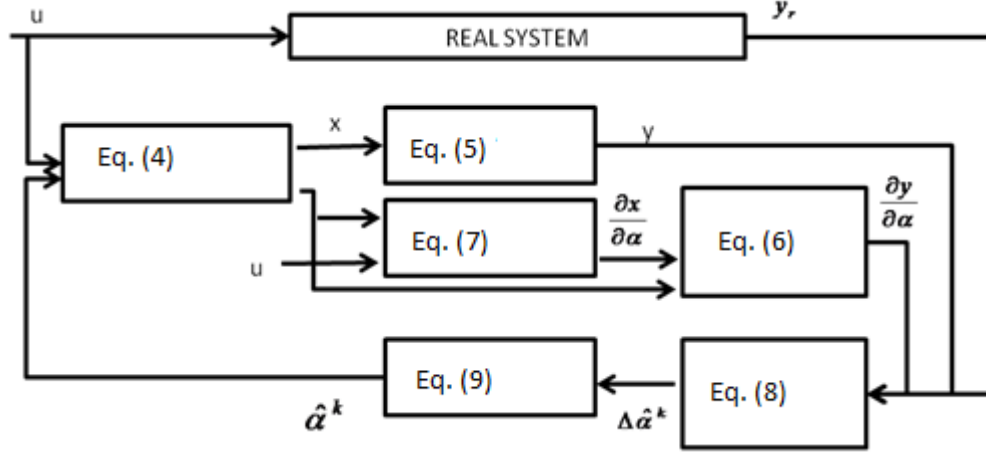 u
y_r
REAL SYSTEM
x
y
Eq. (4)
Eq. (5)
∂x/∂α
∂y/∂α
Eq. (7)
Eq. (6)
u
Eq. (9)
Eq. (8)
α̂^k
Δα̂^k